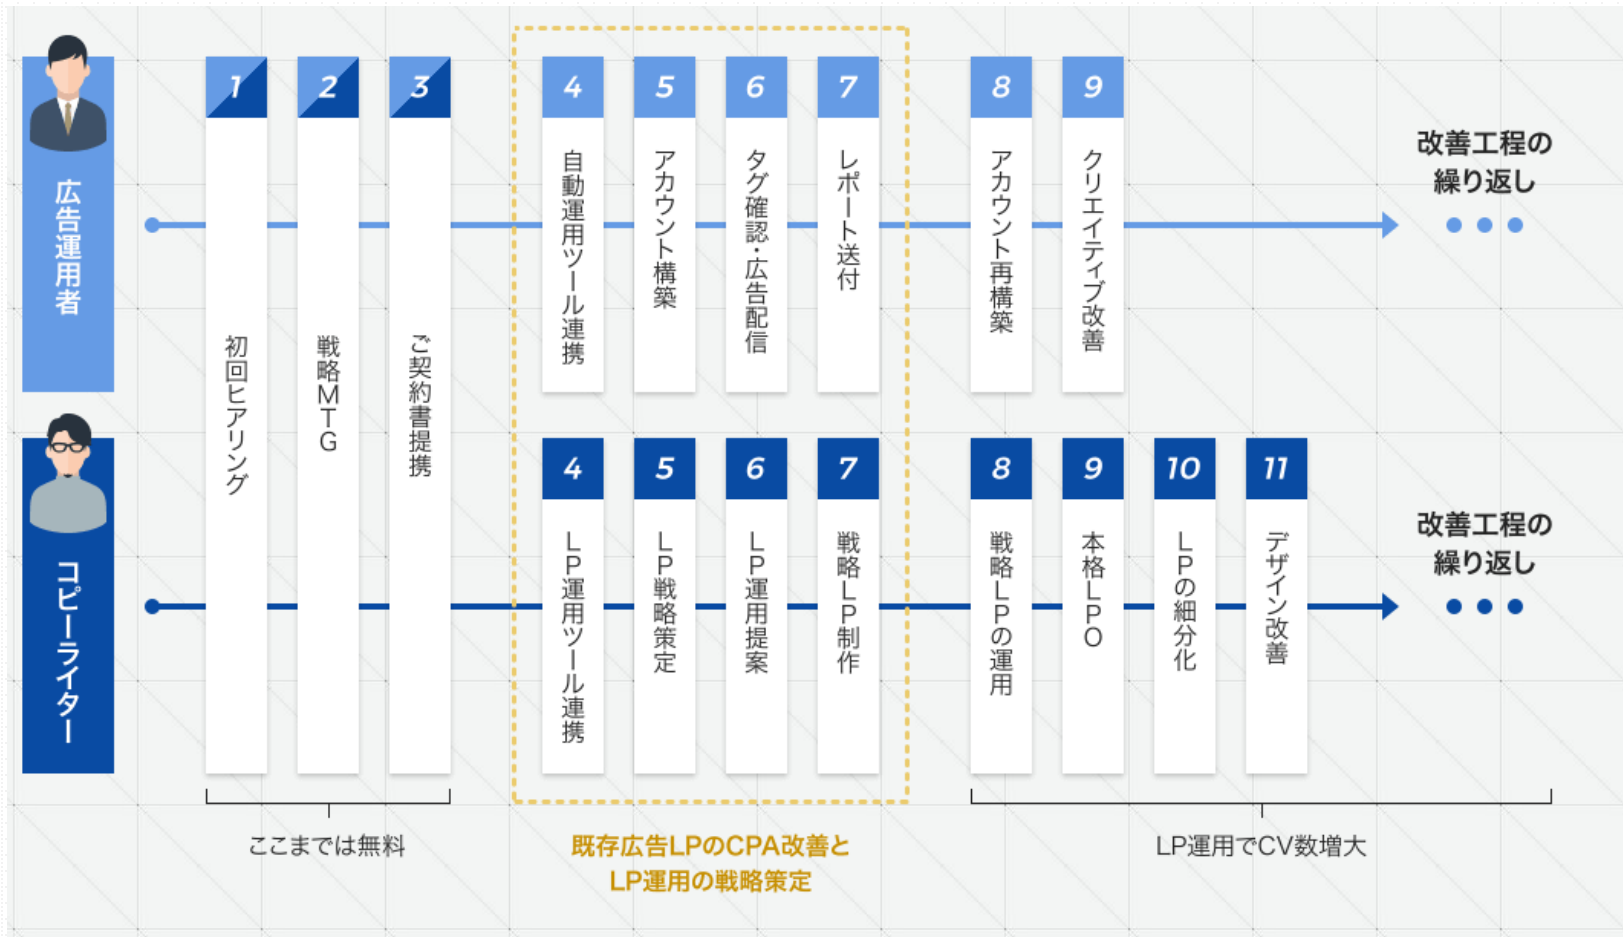 広告運用者
1
初回ヒアリング
2
戦略MTG
3
ご契約書提携
4
自動運用ツール連携
5
アカウント構築
6
タグ確認・広告配信
7
レポート送付
8
アカウント再構築
9
クリエイティブ改善
改善工程の
繰り返し
コピーライター
4
LP運用ツール連携
5
LP戦略策定
6
LP運用提案
7
戦略LP制作
8
戦略LPの運用
9
本格LPO
10
LPの細分化
11
デザイン改善
改善工程の
繰り返し
ここまでは無料
既存広告LPのCPA改善と
LP運用の戦略策定
LP運用でCV数増大